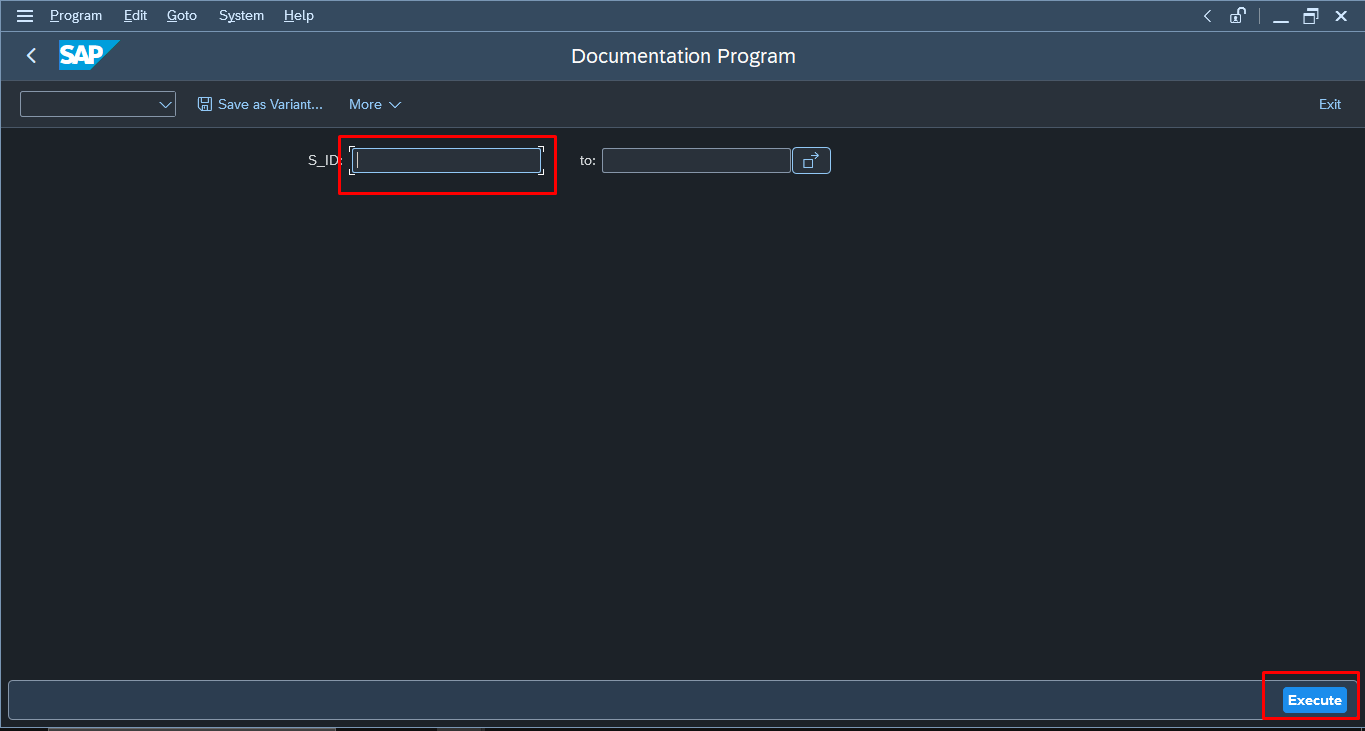 Program Edit Goto System Help
SAP Documentation Program
Save as Variant... More Exit
S_ID: to:
Execute